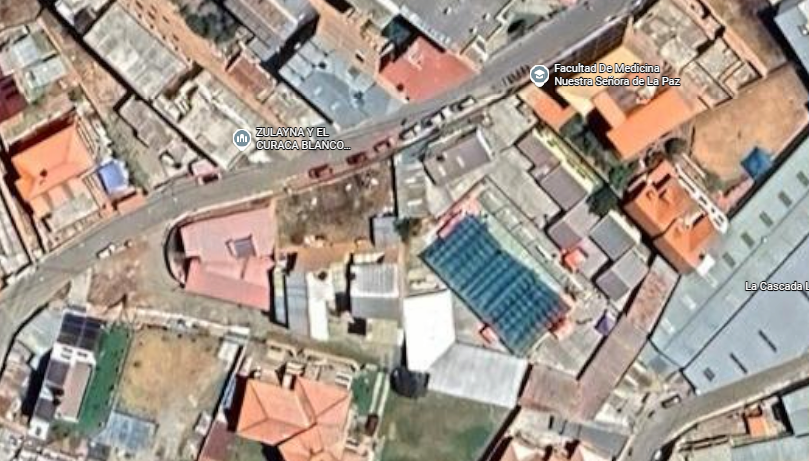 Facultad De Medicina
Nuestra Señora de La Paz
ZULAYNA Y EL
CURACA BLANCO...
La Cascada L